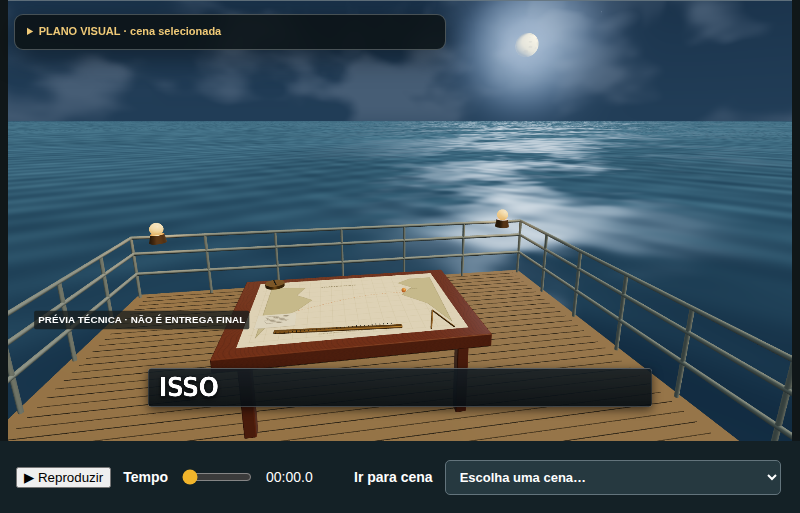 ▶ PLANO VISUAL · cena selecionada
PRÉVIA TÉCNICA · NÃO É ENTREGA FINAL
ISSO
▶ Reproduzir
Tempo
00:00.0
Ir para cena
Escolha uma cena…